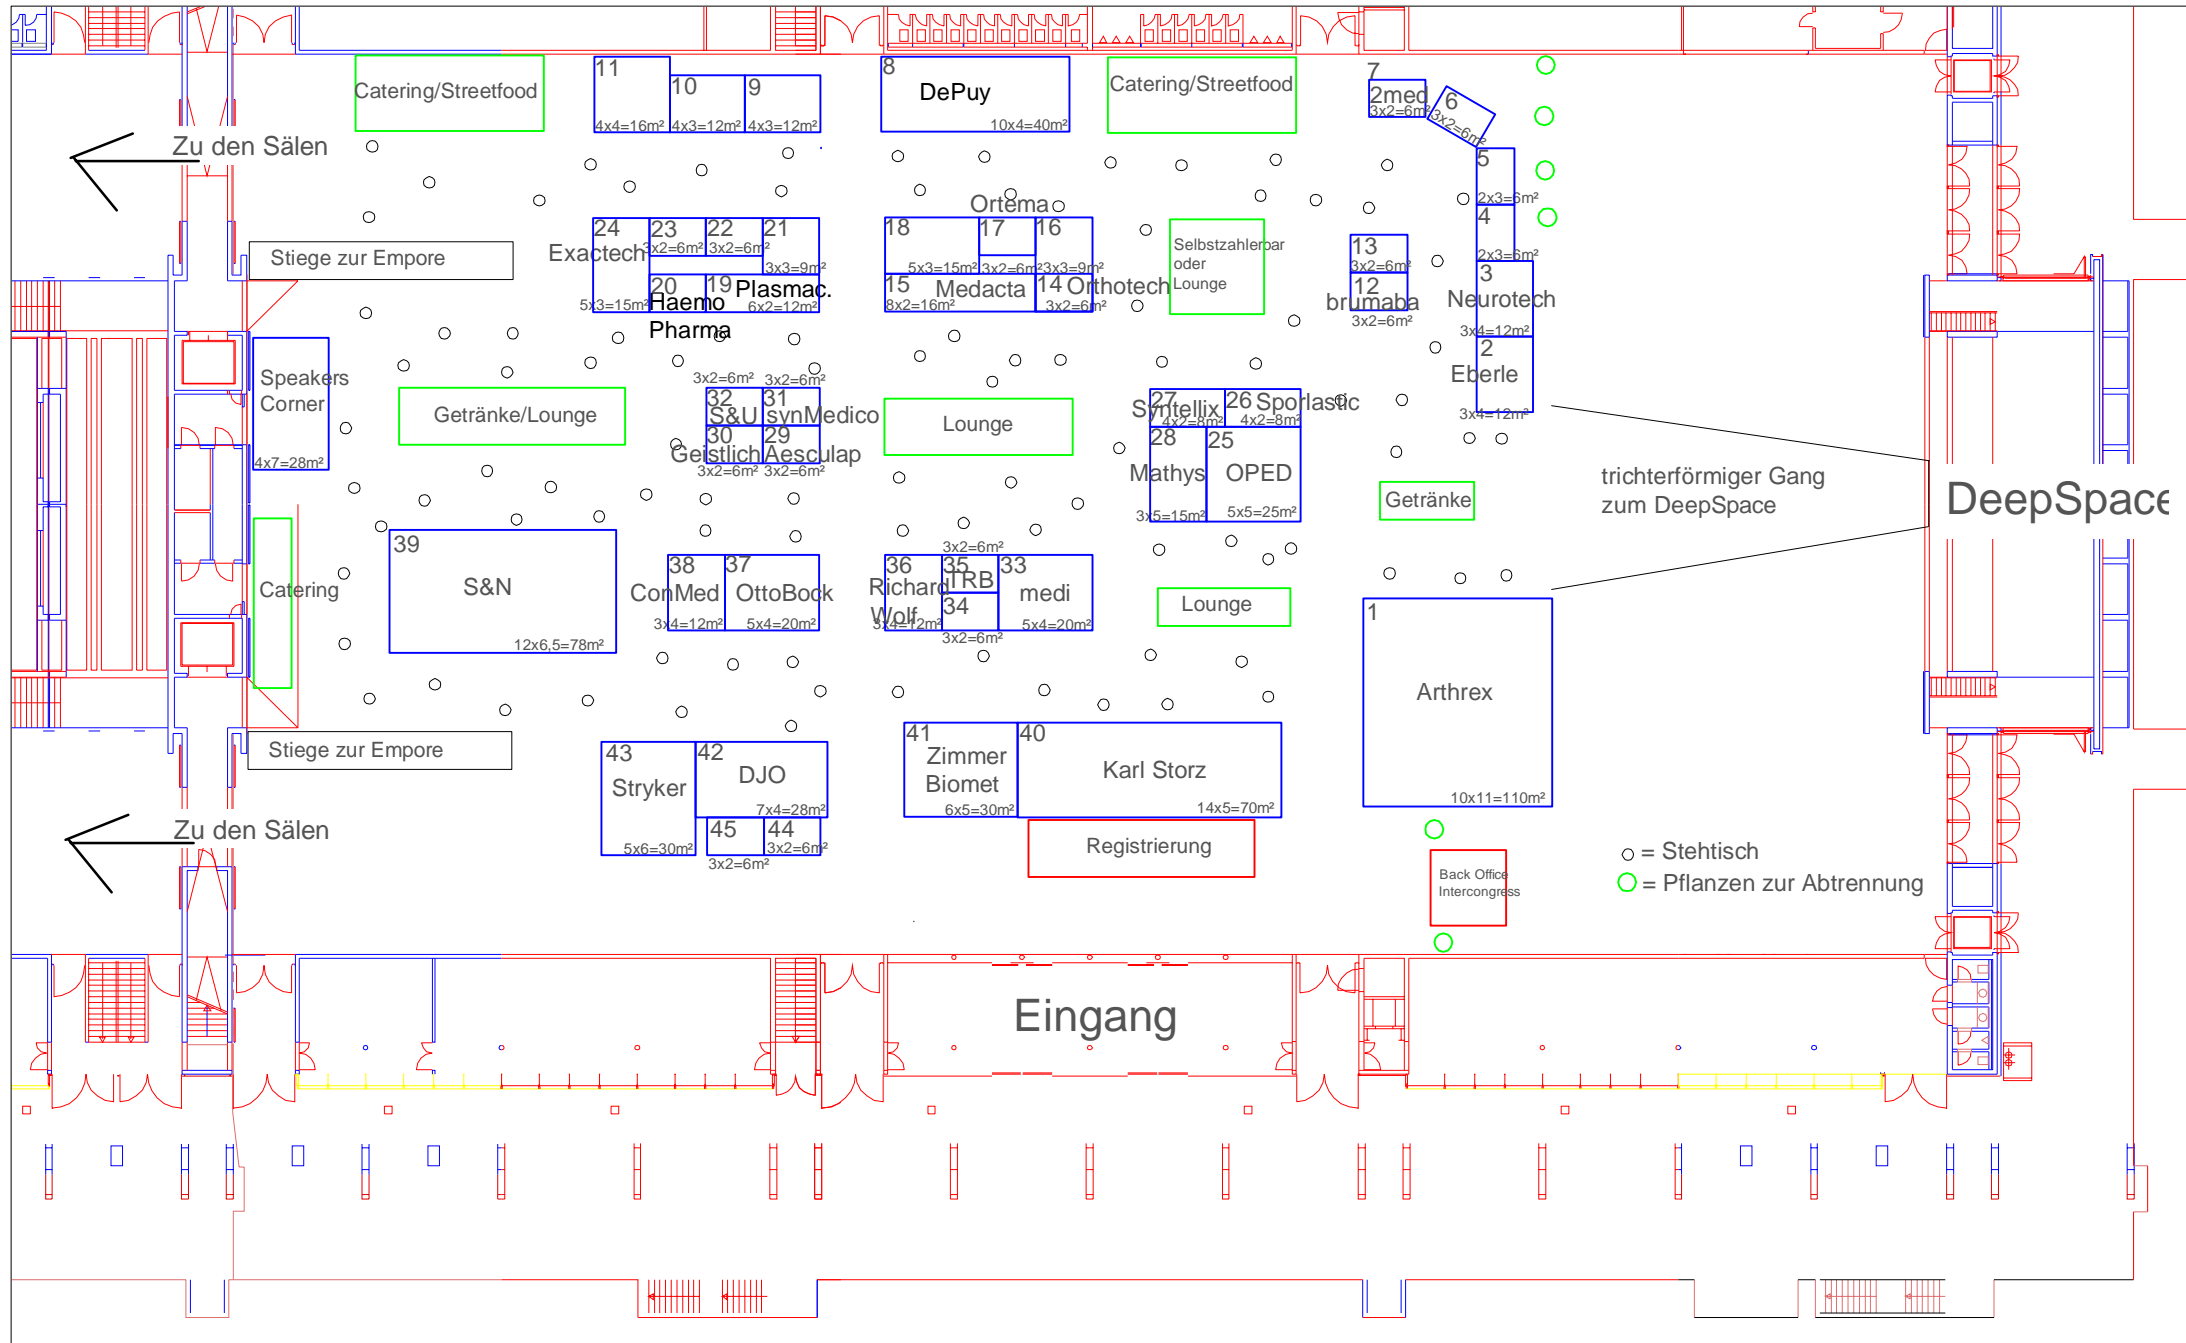 11
10
9
8
7
Catering/Streetfood
DePuy
Catering/Streetfood
2med
6
3x2=6m²
3x2=6m²
4x4=16m²
4x3=12m²
4x3=12m²
10x4=40m²
Zu den Sälen
5
2x3=6m²
Ortema
24
23
22
21
18
17
16
4
Exactech
3x2=6m²
3x2=6m²
Selbstzahlerbar
oder
Lounge
13
3x2=6m²
2x3=6m²
Stiege zur Empore
3x3=9m²
5x3=15m²
3x2=6m²
3x3=9m²
20
19
Plasmac.
15
Medacta
14
Orthotech
12
3
Neurotech
5x3=15m²
Haemo
Pharma
6x2=12m²
8x2=16m²
3x2=6m²
brumaba
3x2=6m²
3x4=12m²
2
Eberle
3x4=12m²
Speakers
Corner
4x7=28m²
3x2=6m²
3x2=6m²
32
31
S&U
synMedico
27
26
Syntellix
Sporlastic
4x2=8m²
4x2=8m²
Getränke/Lounge
Lounge
30
29
Geistlich
Aesculap
3x2=6m²
3x2=6m²
28
25
Mathys
OPED
3x5=15m²
5x5=25m²
Getränke
trichterförmiger Gang
zum DeepSpace
DeepSpace
39
S&N
12x6,5=78m²
Catering
38
37
ConMed
OttoBock
3x4=12m²
5x4=20m²
3x2=6m²
36
35
33
Richard
Wolf
TRB
medi
34
3x4=12m²
3x2=6m²
5x4=20m²
Lounge
1
Arthrex
10x11=110m²
Stiege zur Empore
43
42
Stryker
DJO
7x4=28m²
41
40
Zimmer
Biomet
Karl Storz
6x5=30m²
14x5=70m²
Zu den Sälen
45
44
5x6=30m²
3x2=6m²
3x2=6m²
Registrierung
Back Office
Intercongress
= Stehtisch
= Pflanzen zur Abtrennung
Eingang